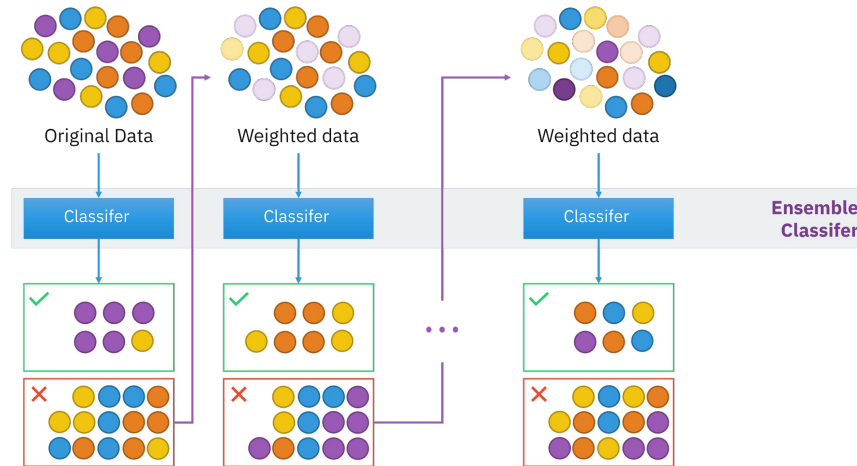 Original Data
Weighted data
Weighted data
Classifer
Classifer
Classifer
Ensemble
Classifer